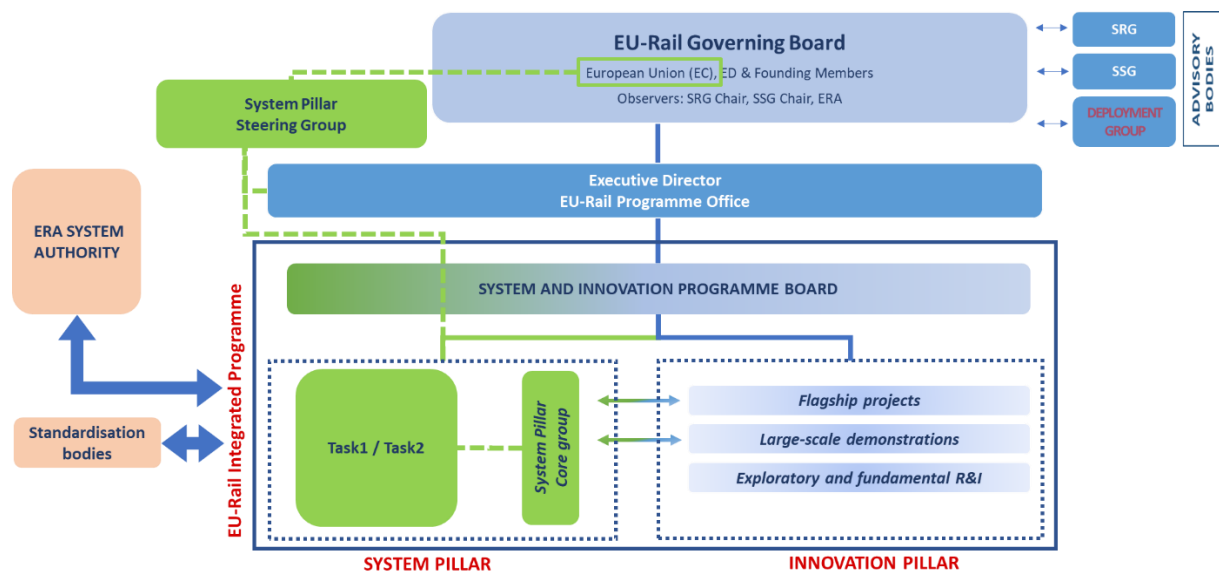 EU-Rail Governing Board
European Union (EC), ED & Founding Members
Observers: SRG Chair, SSG Chair, ERA
SRG
SSG
DEPLOYMENT
GROUP
ADVISORY
BODIES
System Pillar
Steering Group
Executive Director
EU-Rail Programme Office
ERA SYSTEM
AUTHORITY
Standardisation
bodies
EU-Rail Integrated Programme
SYSTEM AND INNOVATION PROGRAMME BOARD
Task1 / Task2
System Pillar
Core group
Flagship projects
Large-scale demonstrations
Exploratory and fundamental R&I
SYSTEM PILLAR
INNOVATION PILLAR